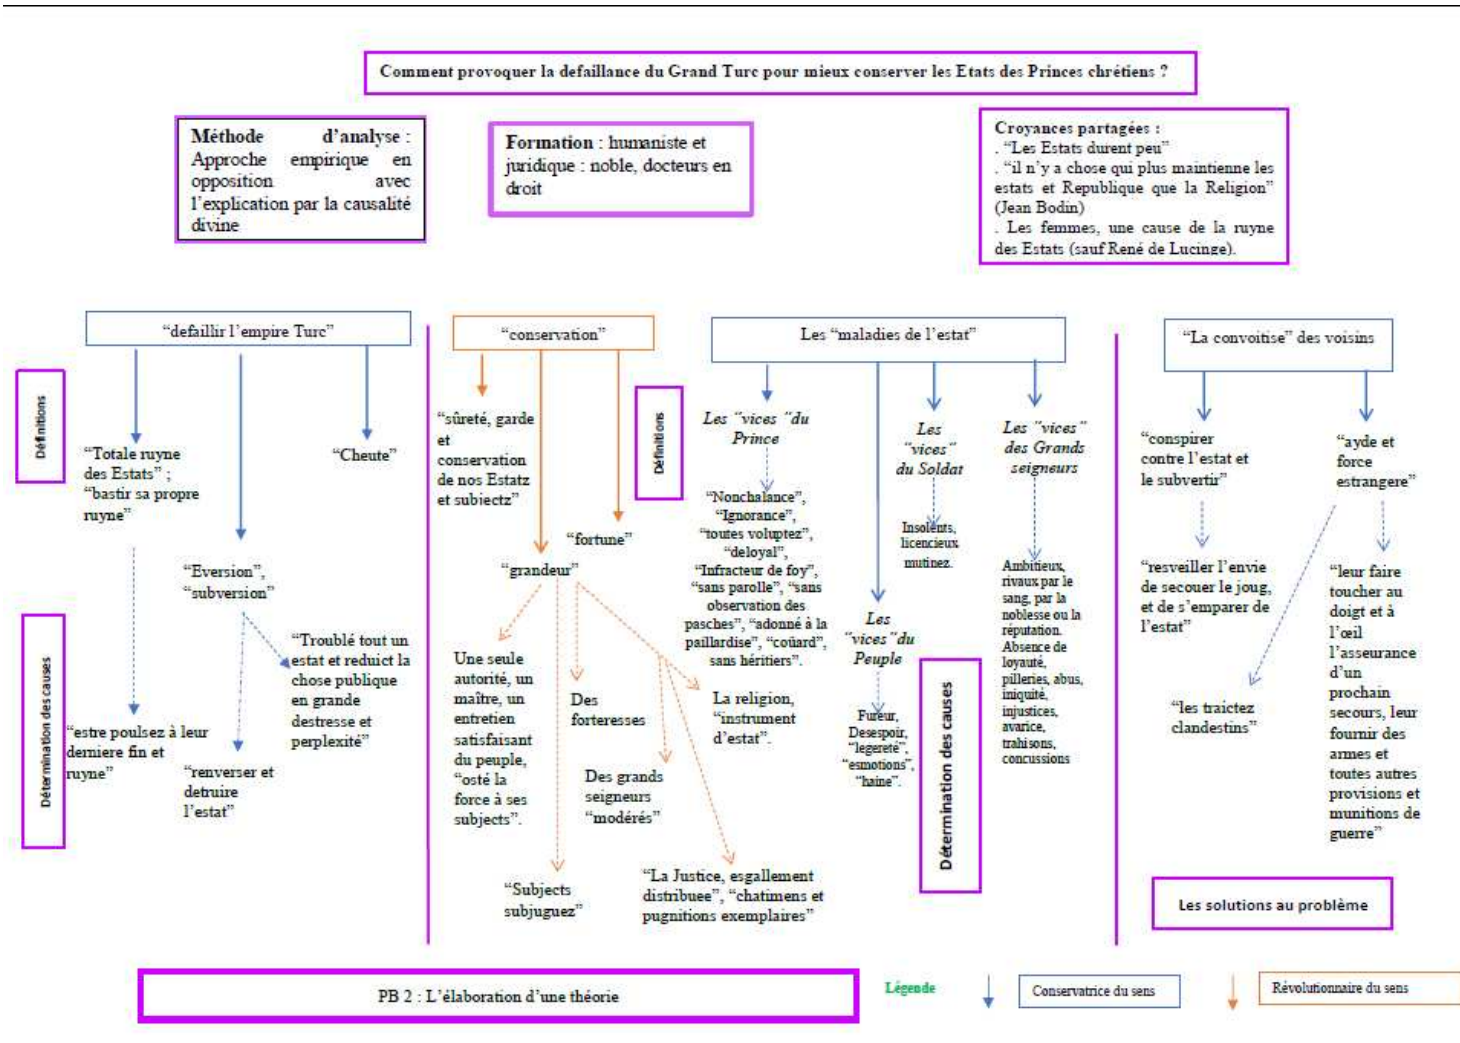 Comment provoquer la defaillance du Grand Turc pour mieux conserver les Etats des Princes chrétiens ?
Méthode d'analyse :
Approche empirique en
opposition avec
l'explication par la causalité
divine
Formation : humaniste et
juridique : noble, docteurs en
droit
Croyances partagées :
. “Les Estats durent peu”
. “il n'y a chose qui plus maintienne les
estats et Republique que la Religion”
(Jean Bodin)
. Les femmes, une cause de la ruyne
des Estats (sauf René de Lucinge).
“defaillir l'empire Turc”
“conservation”
Les “maladies de l'estat”
“La convoitise” des voisins
Définitions
“Totale ruyne
des Estats” ;
“bastir sa propre
ruyne”
“Cheute”
“Eversion”,
“subversion”
Détermination des causes
“estre poulsez à leur
derniere fin et
ruyne”
“renverser et
detruire
l'estat”
“Troublé tout un
estat et reduict la
chose publique
en grande
destresse et
perplexité”
“sûreté, garde
et
conservation
de nos Estatz
et subiectz”
“grandeur”
“fortune”
Une seule
autorité, un
maître, un
entretien
satisfaisant
du peuple,
“osté la
force à ses
subjects”.
Des
forteresses
Des grands
seigneurs
“modérés”
La religion,
“instrument
d'estat”.
“Subjects
subjuguez”
“La Justice, esgallement
distribuee”, “chatimens et
pugnitions exemplaires”
Définitions
Les “vices “du
Prince
“Nonchalance”,
“Ignorance”,
“toutes voluptez”,
“deloyal”,
“Infracteur de foy”,
“sans parolle”, “sans
observation des
pasches”, “adonné à la
paillardise”, “coüard”,
sans héritiers”.
Les
“vices”du
Peuple
Fureur,
Desespoir,
“legereté”,
“esmotions”,
“haine”.
Les
“vices”
du Soldat
Insolents,
licencieux
mutinez.
Les “vices”
des Grands
seigneurs
Ambitieux,
rivaux par le
sang, par la
noblesse ou la
réputation.
Absence de
loyauté,
pilleries, abus,
iniquité,
injustices,
avarice,
trahisons,
concussions
Détermination des causes
“conspirer
contre l'estat et
le subvertir”
“resveiller l'envie
de secouer le joug,
et de s'emparer de
l'estat”
“les traictez
clandestins”
“ayde et
force
estrangere”
“leur faire
toucher au
doigt et à
l'œil
l'asseurance
d'un
prochain
secours, leur
fournir des
armes et
toutes autres
provisions et
munitions de
guerre”
Les solutions au problème
PB 2 : L'élaboration d'une théorie
Légende
Conservatrice du sens
Révolutionnaire du sens